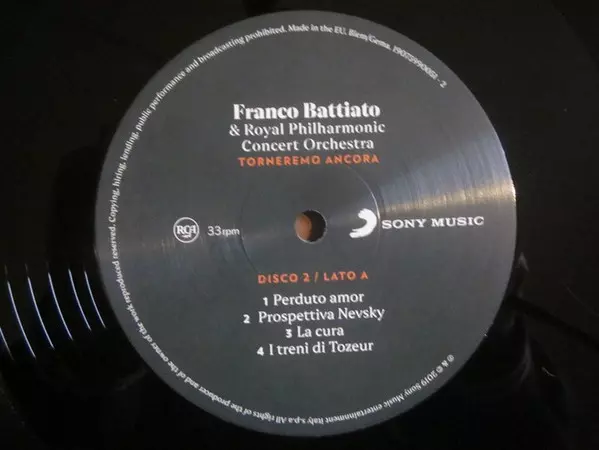 Franco Battiato
& Royal Philharmonic
Concert Orchestra
TORNEREMO ANCORA
RCA
33rpm
SONY MUSIC
DISCO 2 / LATO A
1 Perduto amor
2 Prospettiva Nevsky
3 La cura
4 I treni di Tozeur
℗ & © 2019 Sony Music entertainment italy s.p.a All rights of the producer and of the owner of the work reproduced reserved. Copying, hiring, lending, public performance and broadcasting prohibited. Made in the EU. Biem/Gema. 19075990051 - 2